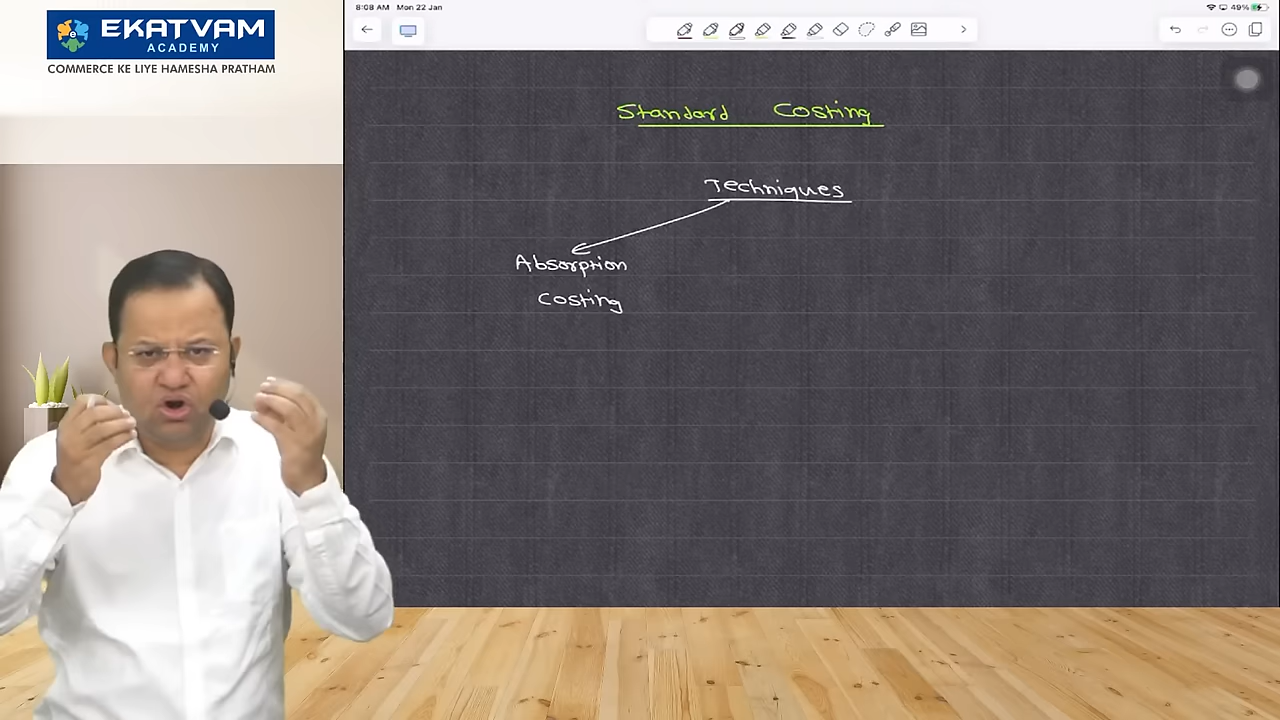 EKATVAM
ACADEMY
COMMERCE KE LIYE HAMESHA PRATHAM
8:08 AM Mon 22 Jan
49%
Standard Costing
Techniques
Absorption
Costing